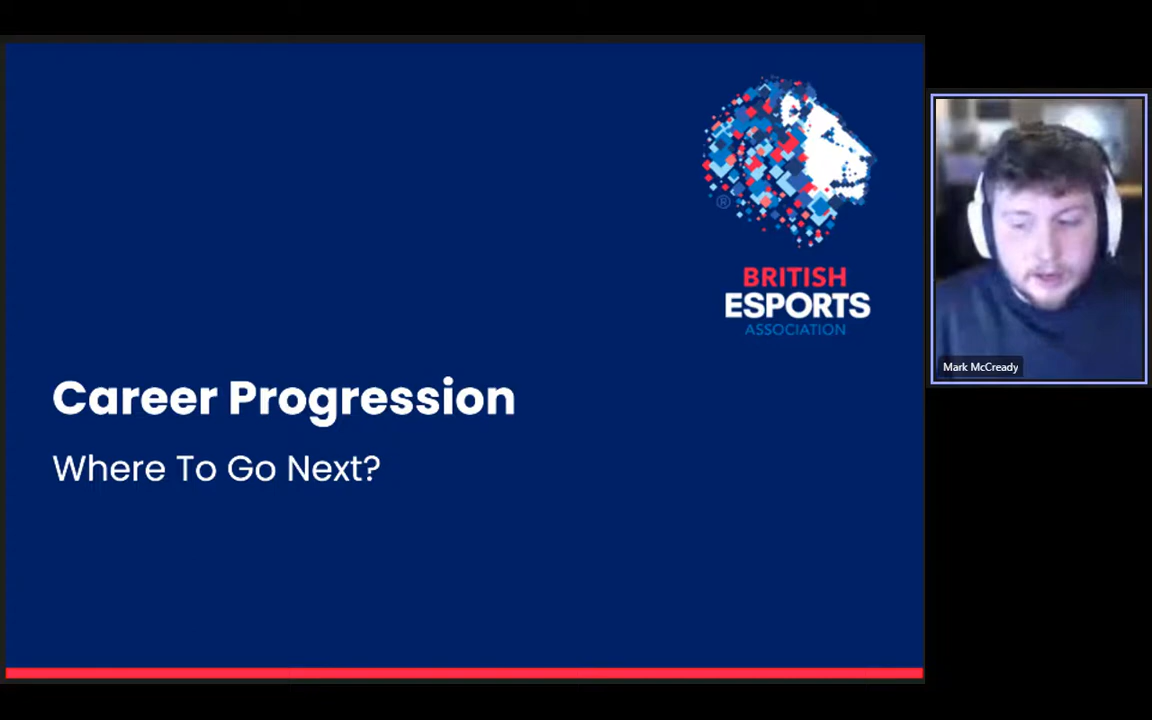 ®
BRITISH
ESPORTS
ASSOCIATION
Career Progression
Where To Go Next?
Mark McCready